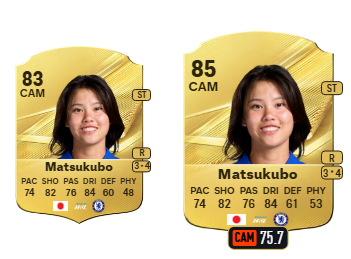 83
CAM
ST
R
3 • 4
Matsukubo
PAC SHO PAS DRI DEF PHY
74 82 76 84 60 48
85
CAM
ST
R
3 • 4
Matsukubo
PAC SHO PAS DRI DEF PHY
74 82 76 84 61 53
CAM 75.7